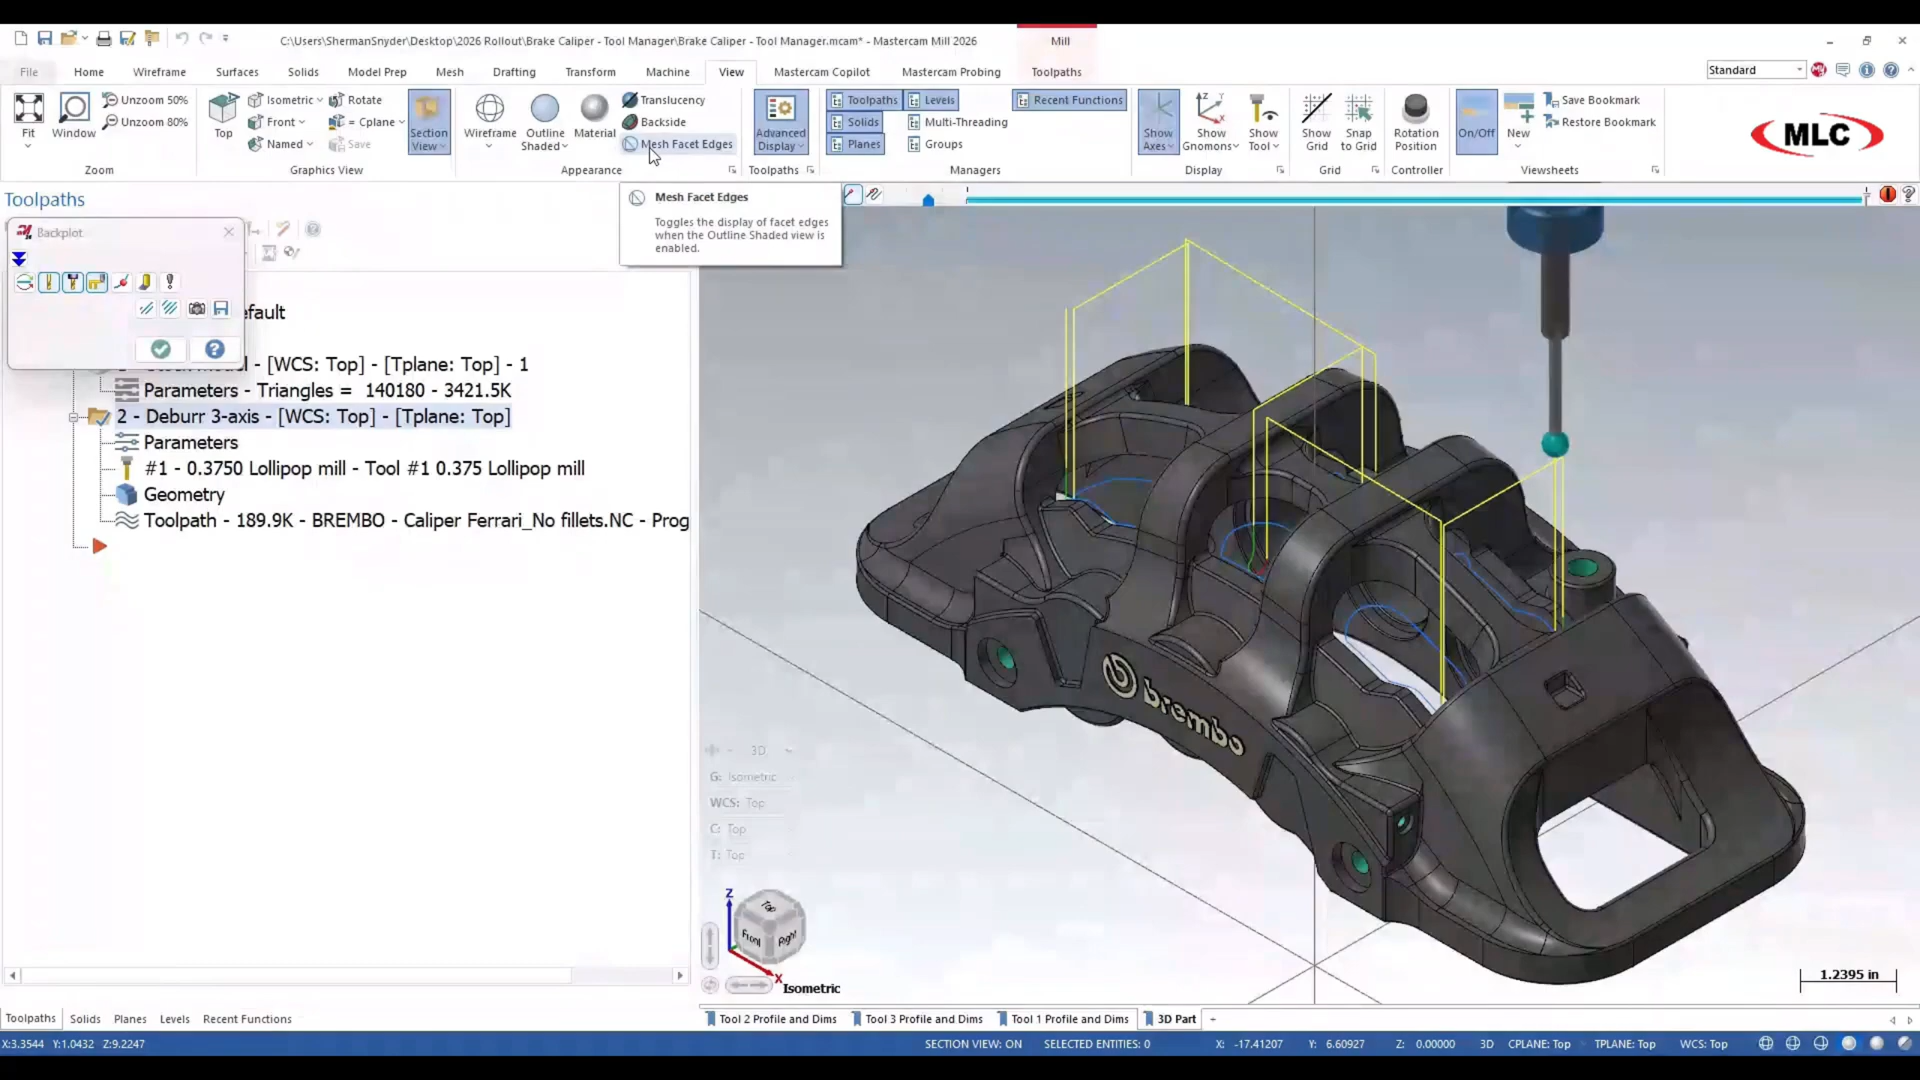 C:\Users\ShermanSnyder\Desktop\2026 Rollout\Brake Caliper - Tool Manager\Brake Caliper - Tool Manager.mcam* - Mastercam Mill 2026
Mill
File Home Wireframe Surfaces Solids Model Prep Mesh Drafting Transform Machine View Mastercam Copilot Mastercam Probing Toolpaths
Standard
Fit
Window
Unzoom 50%
Unzoom 80%
Zoom
Top
Isometric
Front
Named
Rotate
= Cplane
Save
Section View
Graphics View
Wireframe
Outline Shaded
Material
Translucency
Backside
Mesh Facet Edges
Appearance
Advanced Display
Toolpaths
Toolpaths
Solids
Planes
Levels
Multi-Threading
Groups
Recent Functions
Managers
Show Axes
Show Gnomons
Show Tool
Display
Show Grid
Snap to Grid
Grid
Rotation Position
Controller
On/Off
New
Save Bookmark
Restore Bookmark
Viewsheets
MLC
Mesh Facet Edges
Toggles the display of facet edges
when the Outline Shaded view is
enabled.
Toolpaths
Backplot
efault
- [WCS: Top] - [Tplane: Top] - 1
Parameters - Triangles = 140180 - 3421.5K
2 - Deburr 3-axis - [WCS: Top] - [Tplane: Top]
Parameters
#1 - 0.3750 Lollipop mill - Tool #1 0.375 Lollipop mill
Geometry
Toolpath - 189.9K - BREMBO - Caliper Ferrari_No fillets.NC - Prog
brembo
3D
G: Isometric
WCS: Top
C: Top
T: Top
Z
Top
Front
Right
X
Isometric
1.2395 in
Toolpaths Solids Planes Levels Recent Functions
Tool 2 Profile and Dims Tool 3 Profile and Dims Tool 1 Profile and Dims 3D Part +
X:3.3544 Y:1.0432 Z:9.2247 SECTION VIEW: ON SELECTED ENTITIES: 0 X: -17.41207 Y: 6.60927 Z: 0.00000 3D CPLANE: Top TPLANE: Top WCS: Top